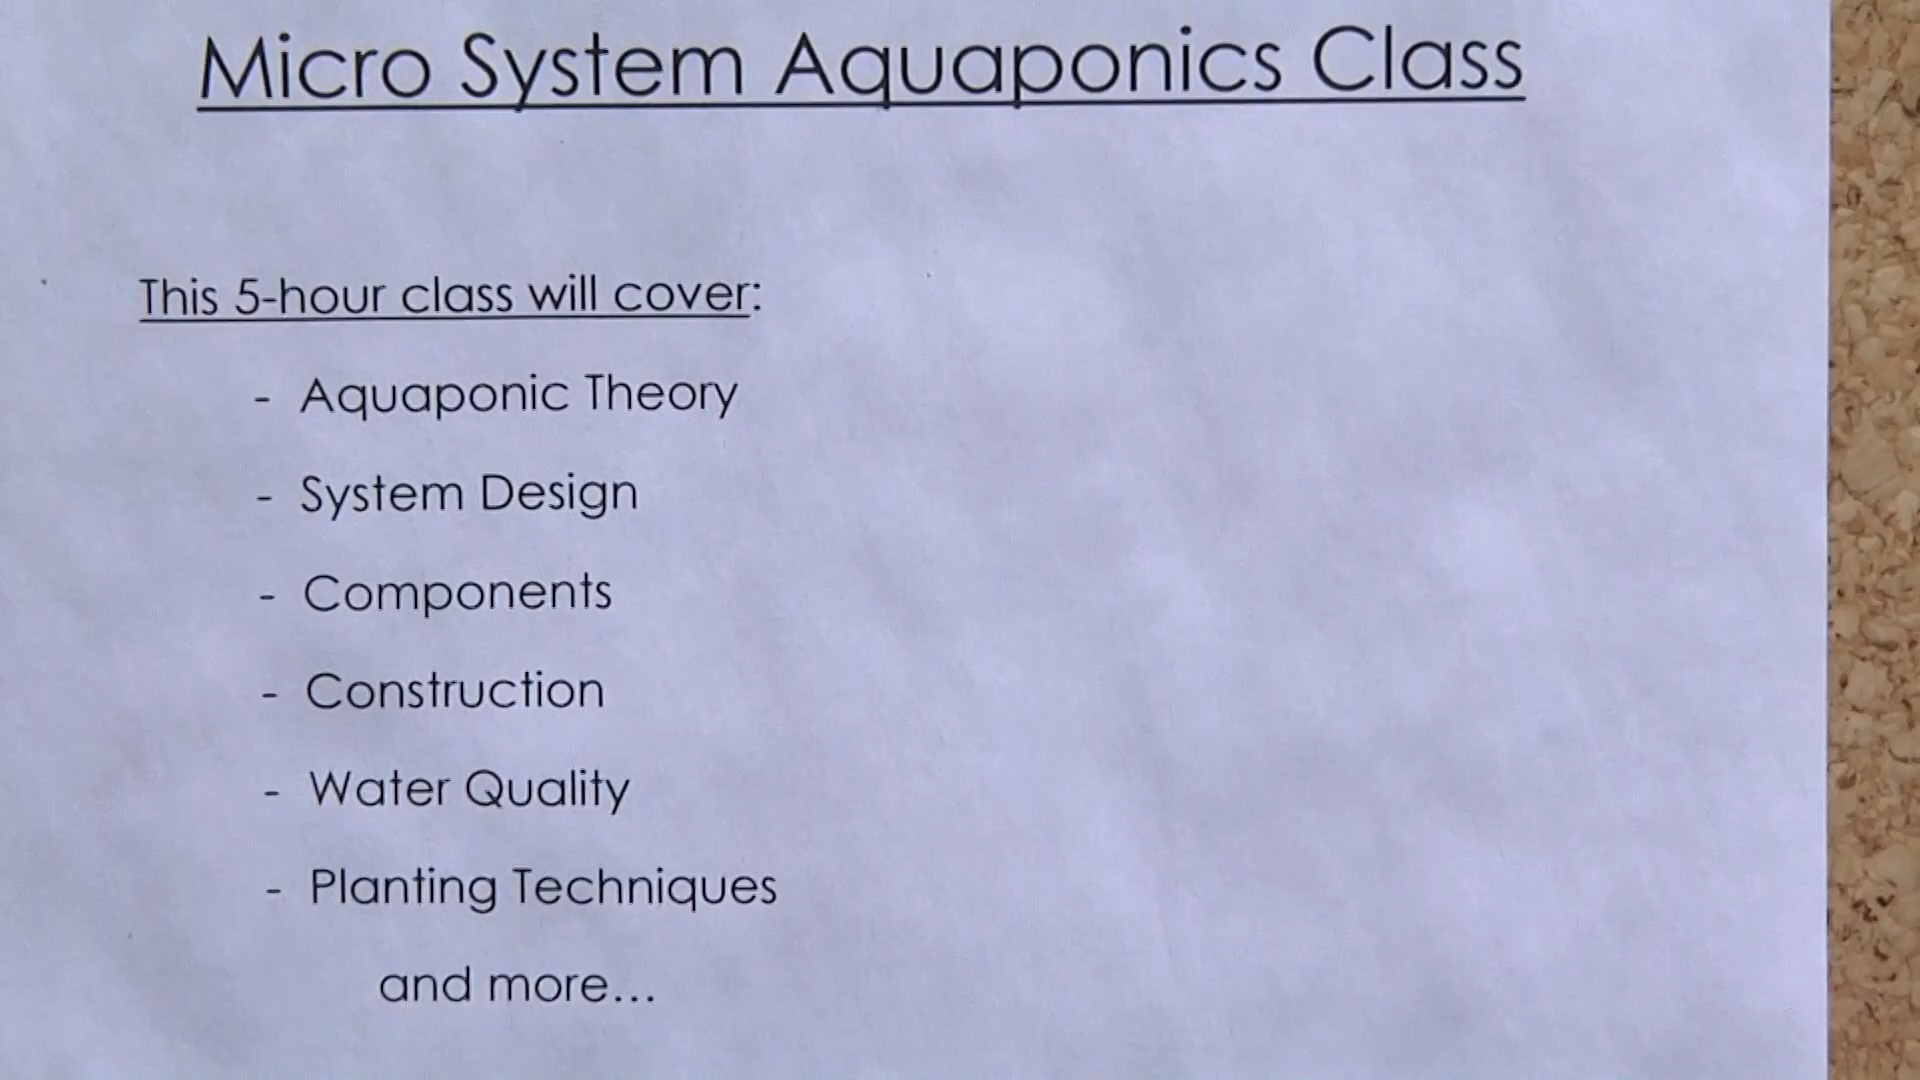 Micro System Aquaponics Class
This 5-hour class will cover:
- Aquaponic Theory
- System Design
- Components
- Construction
- Water Quality
- Planting Techniques
and more...